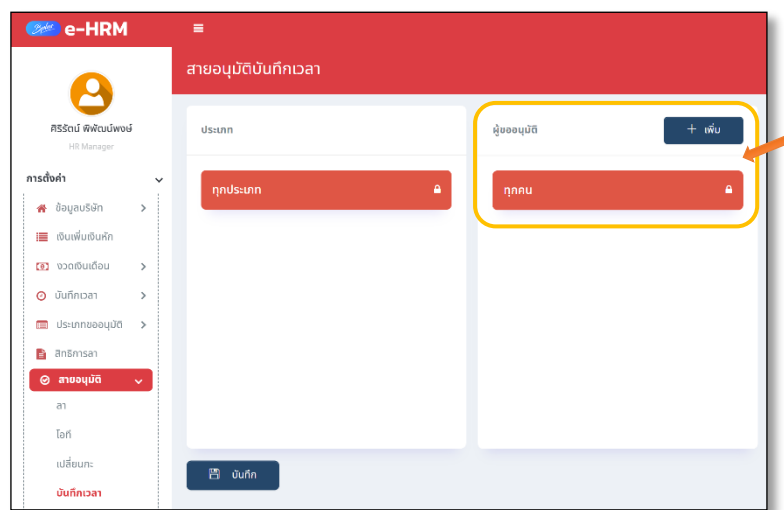 Bplus e-HRM
สายอนุมัติบันทึกเวลา
ศิริรัตน์ พิพัฒน์พงษ์
HR Manager
การตั้งค่า
ข้อมูลบริษัท
เงินเพิ่มเงินหัก
งวดเงินเดือน
บันทึกเวลา
ประเภทขออนุมัติ
สิทธิการลา
สายอนุมัติ
ลา
โอที
เปลี่ยนกะ
บันทึกเวลา
ประเภท
ทุกประเภท
ผู้ขออนุมัติ
+ เพิ่ม
ทุกคน
บันทึก